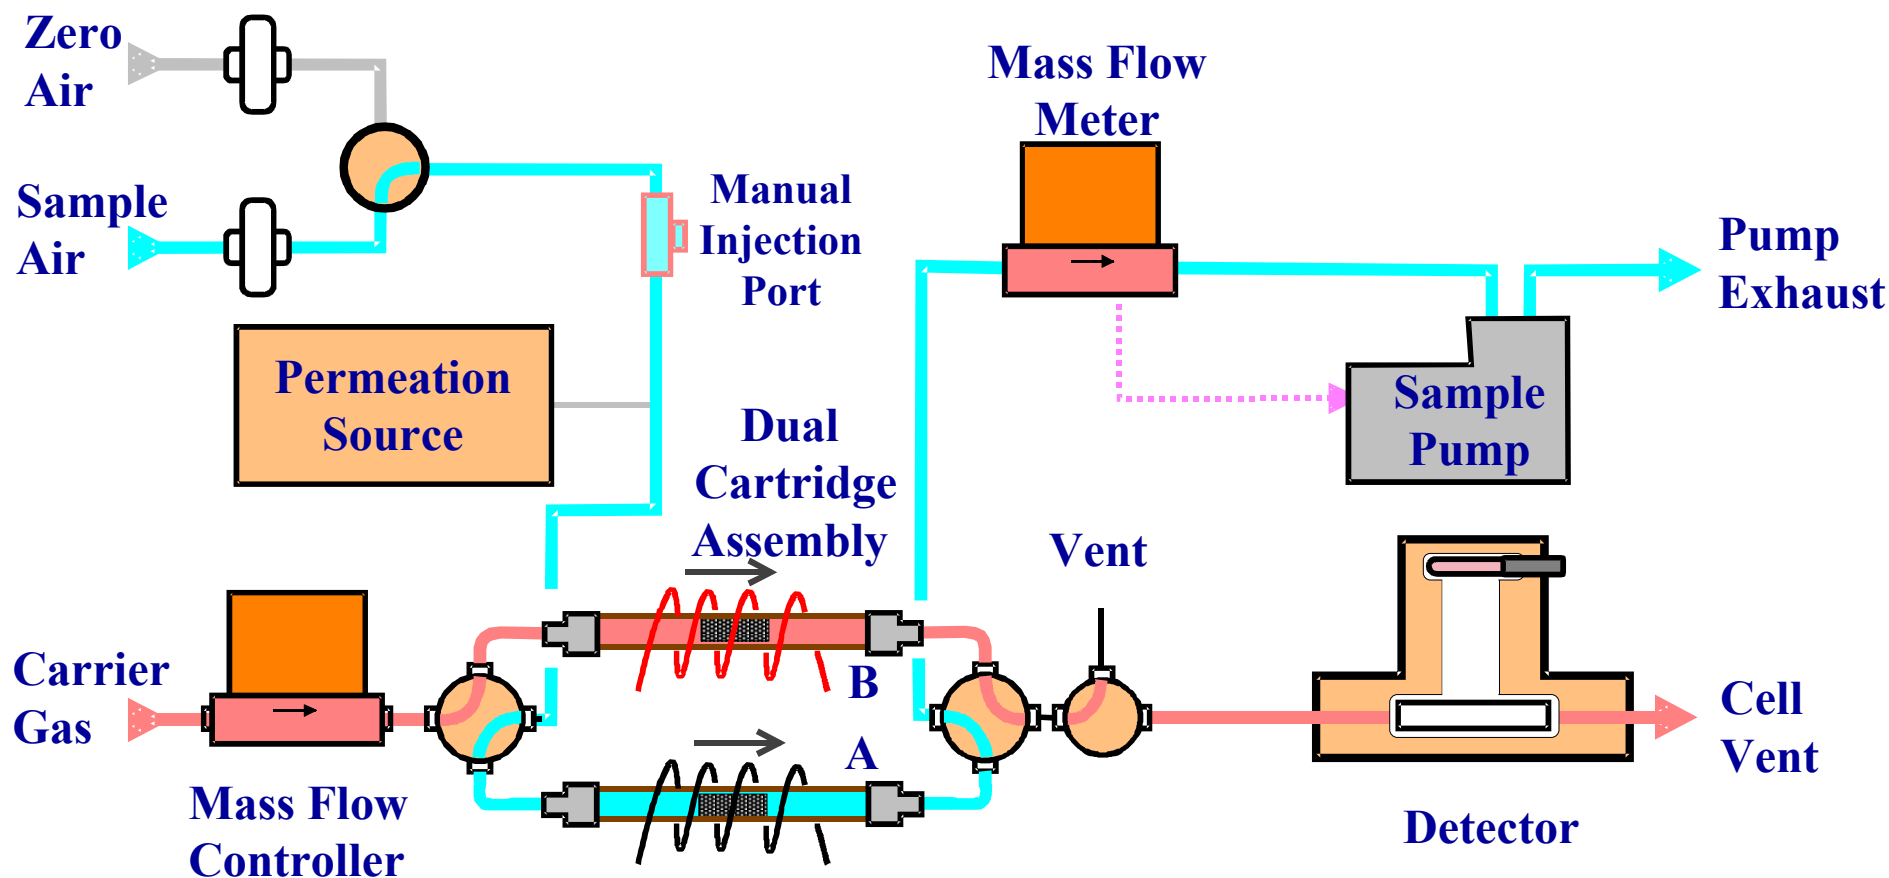 Zero
Air
Sample
Air
Mass Flow
Meter
Manual
Injection
Port
Pump
Exhaust
Permeation
Source
Sample
Pump
Dual
Cartridge
Assembly
Vent
Carrier
Gas
B
A
Cell
Vent
Mass Flow
Controller
Detector